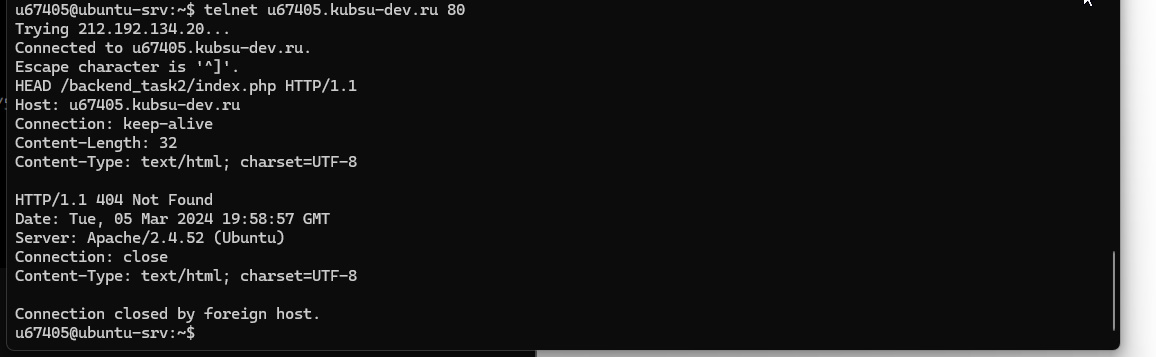 u67405@ubuntu-srv:~$ telnet u67405.kubsu-dev.ru 80
Trying 212.192.134.20...
Connected to u67405.kubsu-dev.ru.
Escape character is '^]'.
HEAD /backend_task2/index.php HTTP/1.1
Host: u67405.kubsu-dev.ru
Connection: keep-alive
Content-Length: 32
Content-Type: text/html; charset=UTF-8

HTTP/1.1 404 Not Found
Date: Tue, 05 Mar 2024 19:58:57 GMT
Server: Apache/2.4.52 (Ubuntu)
Connection: close
Content-Type: text/html; charset=UTF-8

Connection closed by foreign host.
u67405@ubuntu-srv:~$